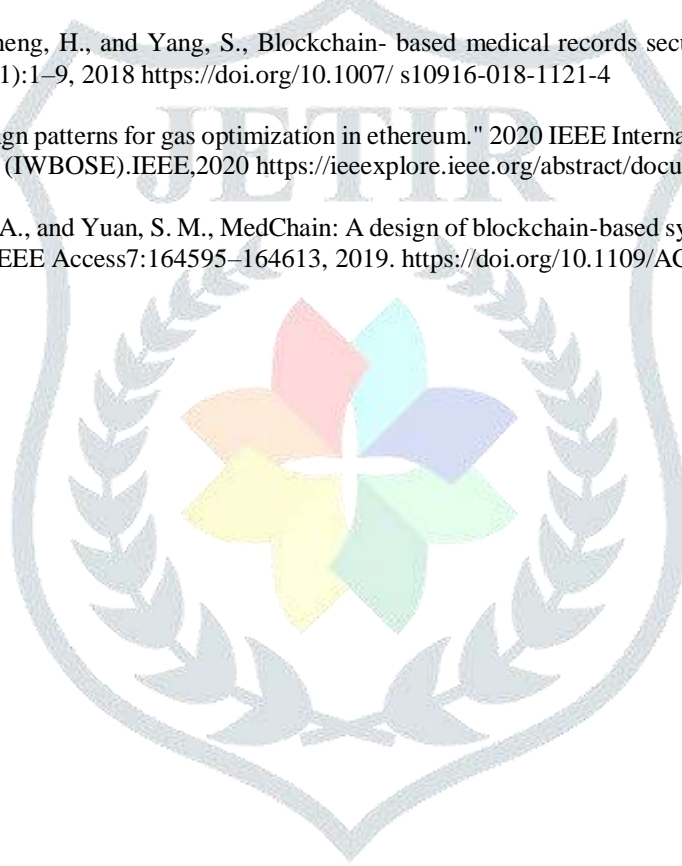 heng, H., and Yang, S., Blockchain- based medical records secu
1):1–9, 2018 https://doi.org/10.1007/ s10916-018-1121-4
ign patterns for gas optimization in ethereum." 2020 IEEE Interna
(IWBOSE).IEEE,2020 https://ieeexplore.ieee.org/abstract/docu
A., and Yuan, S. M., MedChain: A design of blockchain-based sy
EEE Access7:164595–164613, 2019. https://doi.org/10.1109/AC
JETIR